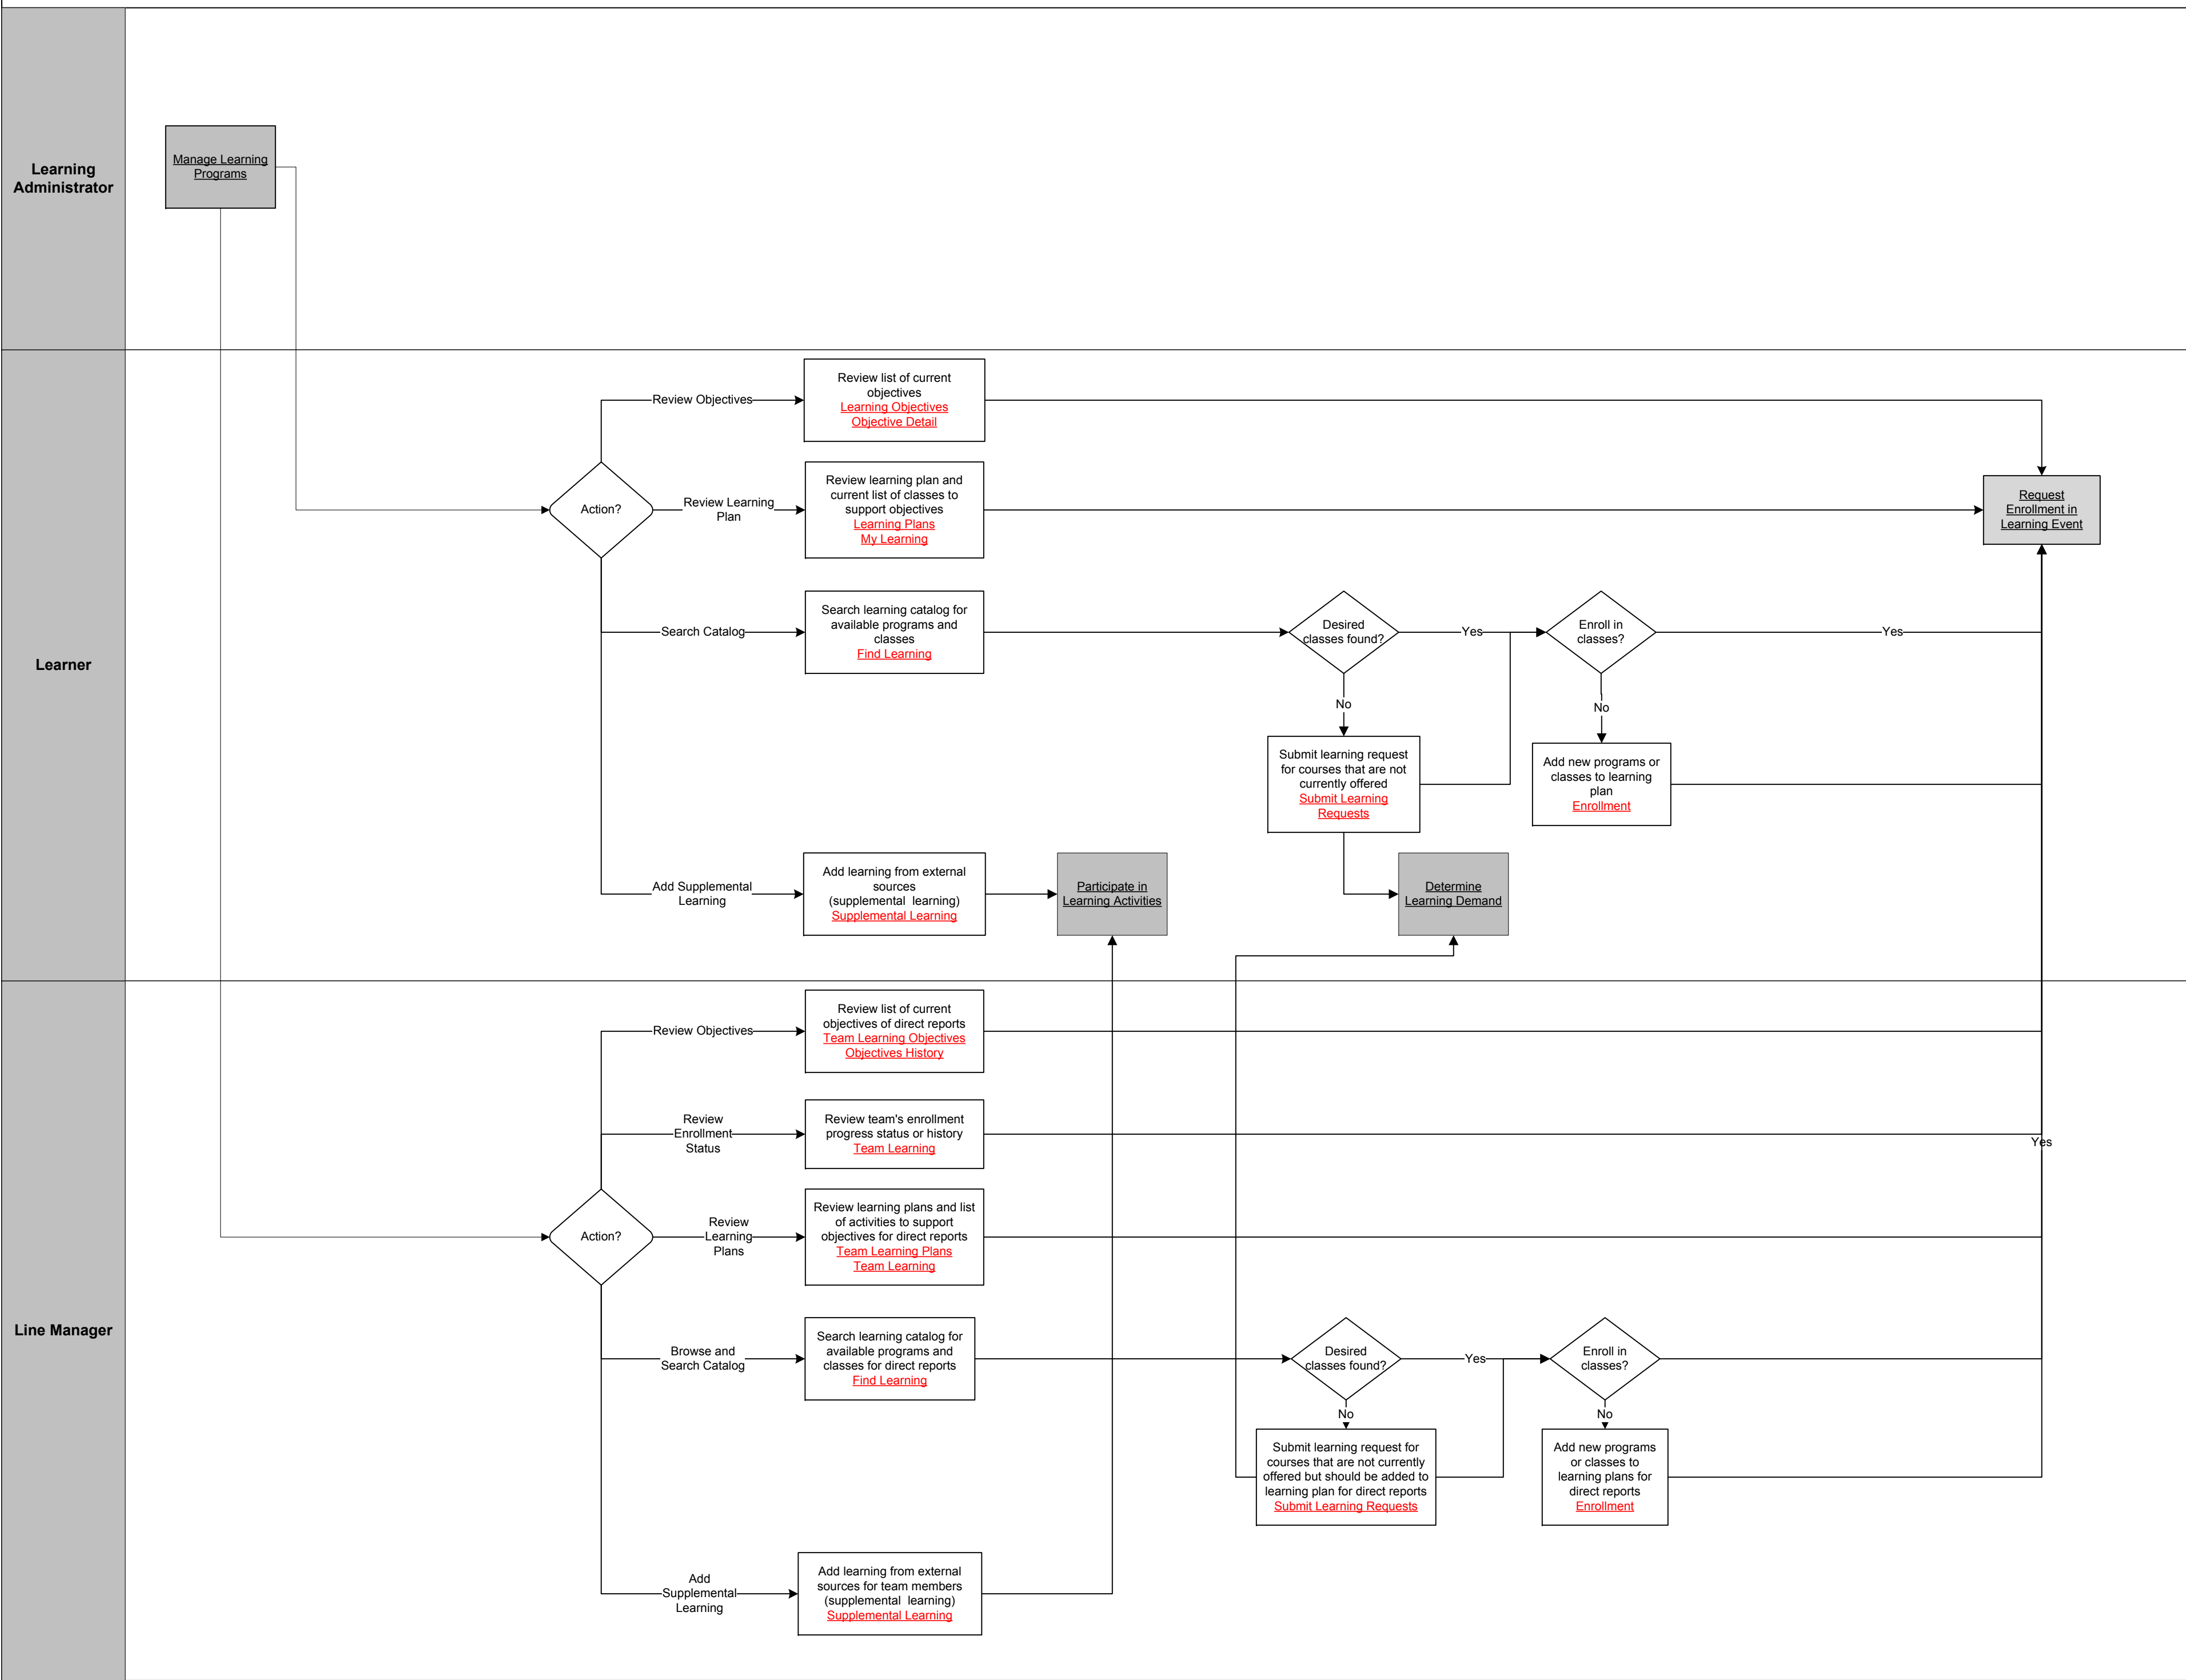 Learning
Administrator
Manage Learning
Programs
Learner
Action?
Review Objectives
Review list of current
objectives
Learning Objectives
Objective Detail
Review Learning
Plan
Review learning plan and
current list of classes to
support objectives
Learning Plans
My Learning
Request
Enrollment in
Learning Event
Search Catalog
Search learning catalog for
available programs and
classes
Find Learning
Desired
classes found?
Yes
Enroll in
classes?
Yes
No
No
Submit learning request
for courses that are not
currently offered
Submit Learning
Requests
Add new programs or
classes to learning
plan
Enrollment
Add Supplemental
Learning
Add learning from external
sources
(supplemental  learning)
Supplemental Learning
Participate in
Learning Activities
Determine
Learning Demand
Line Manager
Action?
Review Objectives
Review list of current
objectives of direct reports
Team Learning Objectives
Objectives History
Review
Enrollment
Status
Review team's enrollment
progress status or history
Team Learning
Yes
Review
Learning
Plans
Review learning plans and list
of activities to support
objectives for direct reports
Team Learning Plans
Team Learning
Browse and
Search Catalog
Search learning catalog for
available programs and
classes for direct reports
Find Learning
Desired
classes found?
Yes
Enroll in
classes?
No
No
Submit learning request for
courses that are not currently
offered but should be added to
learning plan for direct reports
Submit Learning Requests
Add new programs
or classes to
learning plans for
direct reports
Enrollment
Add
Supplemental
Learning
Add learning from external
sources for team members
(supplemental  learning)
Supplemental Learning